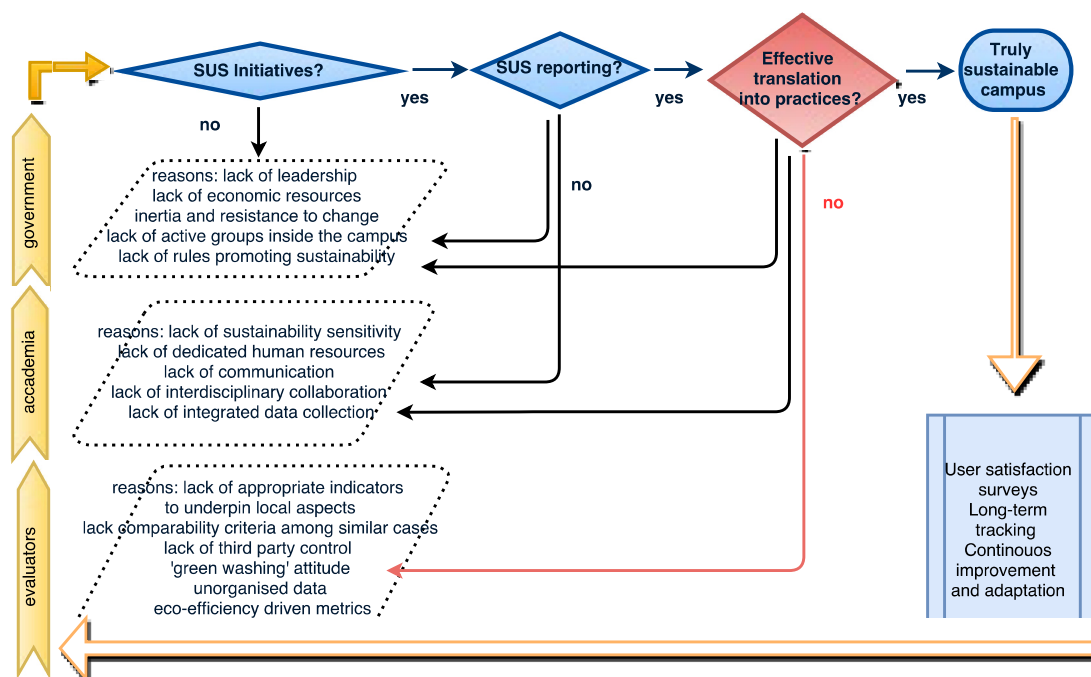 SUS Initiatives?
yes
SUS reporting?
yes
Effective
translation
into practices?
yes
Truly
sustainable
campus
no
no
no
government
reasons: lack of leadership
lack of economic resources
inertia and resistance to change
lack of active groups inside the campus
lack of rules promoting sustainability
accademia
reasons: lack of sustainability sensitivity
lack of dedicated human resources
lack of communication
lack of interdisciplinary collaboration
lack of integrated data collection
evaluators
reasons: lack of appropriate indicators
to underpin local aspects
lack comparability criteria among similar cases
lack of third party control
'green washing' attitude
unorganised data
eco-efficiency driven metrics
User satisfaction
surveys
Long-term
tracking
Continouos
improvement
and adaptation